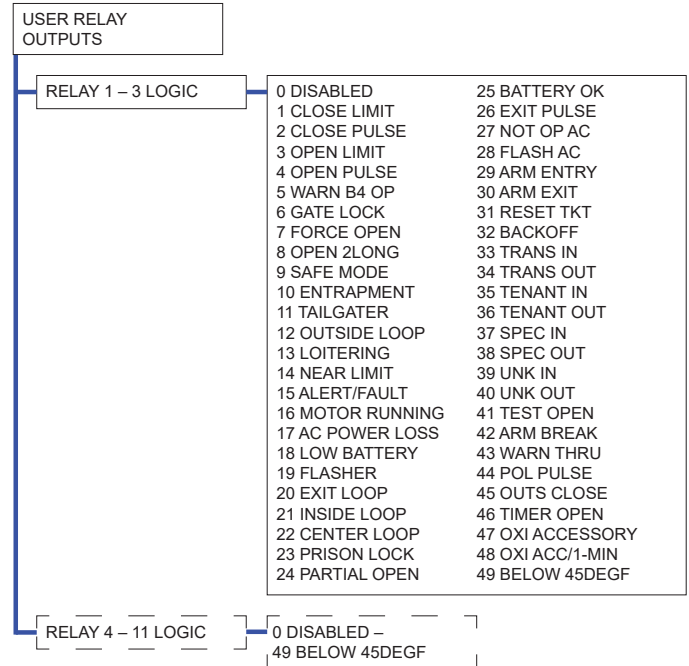 USER RELAY
OUTPUTS
RELAY 1 – 3 LOGIC
0 DISABLED
1 CLOSE LIMIT
2 CLOSE PULSE
3 OPEN LIMIT
4 OPEN PULSE
5 WARN B4 OP
6 GATE LOCK
7 FORCE OPEN
8 OPEN 2LONG
9 SAFE MODE
10 ENTRAPMENT
11 TAILGATER
12 OUTSIDE LOOP
13 LOITERING
14 NEAR LIMIT
15 ALERT/FAULT
16 MOTOR RUNNING
17 AC POWER LOSS
18 LOW BATTERY
19 FLASHER
20 EXIT LOOP
21 INSIDE LOOP
22 CENTER LOOP
23 PRISON LOCK
24 PARTIAL OPEN
25 BATTERY OK
26 EXIT PULSE
27 NOT OP AC
28 FLASH AC
29 ARM ENTRY
30 ARM EXIT
31 RESET TKT
32 BACKOFF
33 TRANS IN
34 TRANS OUT
35 TENANT IN
36 TENANT OUT
37 SPEC IN
38 SPEC OUT
39 UNK IN
40 UNK OUT
41 TEST OPEN
42 ARM BREAK
43 WARN THRU
44 POL PULSE
45 OUTS CLOSE
46 TIMER OPEN
47 OXI ACCESSORY
48 OXI ACC/1-MIN
49 BELOW 45DEGF
RELAY 4 – 11 LOGIC
0 DISABLED –
49 BELOW 45DEGF